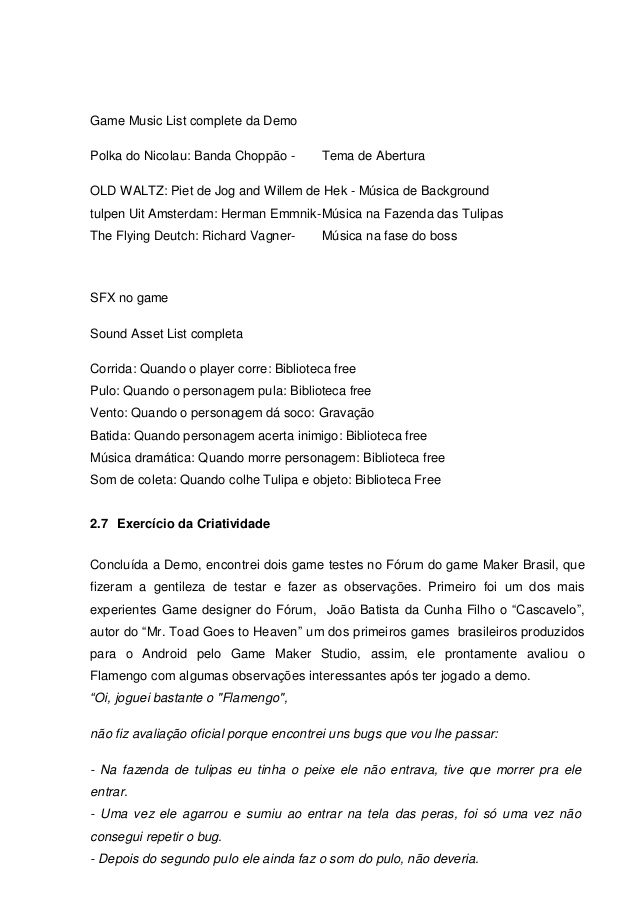 Game Music List complete da Demo
Polka do Nicolau: Banda Choppão - Tema de Abertura
OLD WALTZ: Piet de Jog and Willem de Hek - Música de Background
tulpen Uit Amsterdam: Herman Emmnik-Música na Fazenda das Tulipas
The Flying Deutch: Richard Vagner- Música na fase do boss
SFX no game
Sound Asset List completa
Corrida: Quando o player corre: Biblioteca free
Pulo: Quando o personagem pula: Biblioteca free
Vento: Quando o personagem dá soco: Gravação
Batida: Quando personagem acerta inimigo: Biblioteca free
Música dramática: Quando morre personagem: Biblioteca free
Som de coleta: Quando colhe Tulipa e objeto: Biblioteca Free
2.7 Exercício da Criatividade
Concluída a Demo, encontrei dois game testes no Fórum do game Maker Brasil, que
fizeram a gentileza de testar e fazer as observações. Primeiro foi um dos mais
experientes Game designer do Fórum, João Batista da Cunha Filho o “Cascavelo”,
autor do “Mr. Toad Goes to Heaven” um dos primeiros games brasileiros produzidos
para o Android pelo Game Maker Studio, assim, ele prontamente avaliou o
Flamengo com algumas observações interessantes após ter jogado a demo.
“Oi, joguei bastante o "Flamengo",
não fiz avaliação oficial porque encontrei uns bugs que vou lhe passar:
- Na fazenda de tulipas eu tinha o peixe ele não entrava, tive que morrer pra ele
entrar.
- Uma vez ele agarrou e sumiu ao entrar na tela das peras, foi só uma vez não
consegui repetir o bug.
- Depois do segundo pulo ele ainda faz o som do pulo, não deveria.